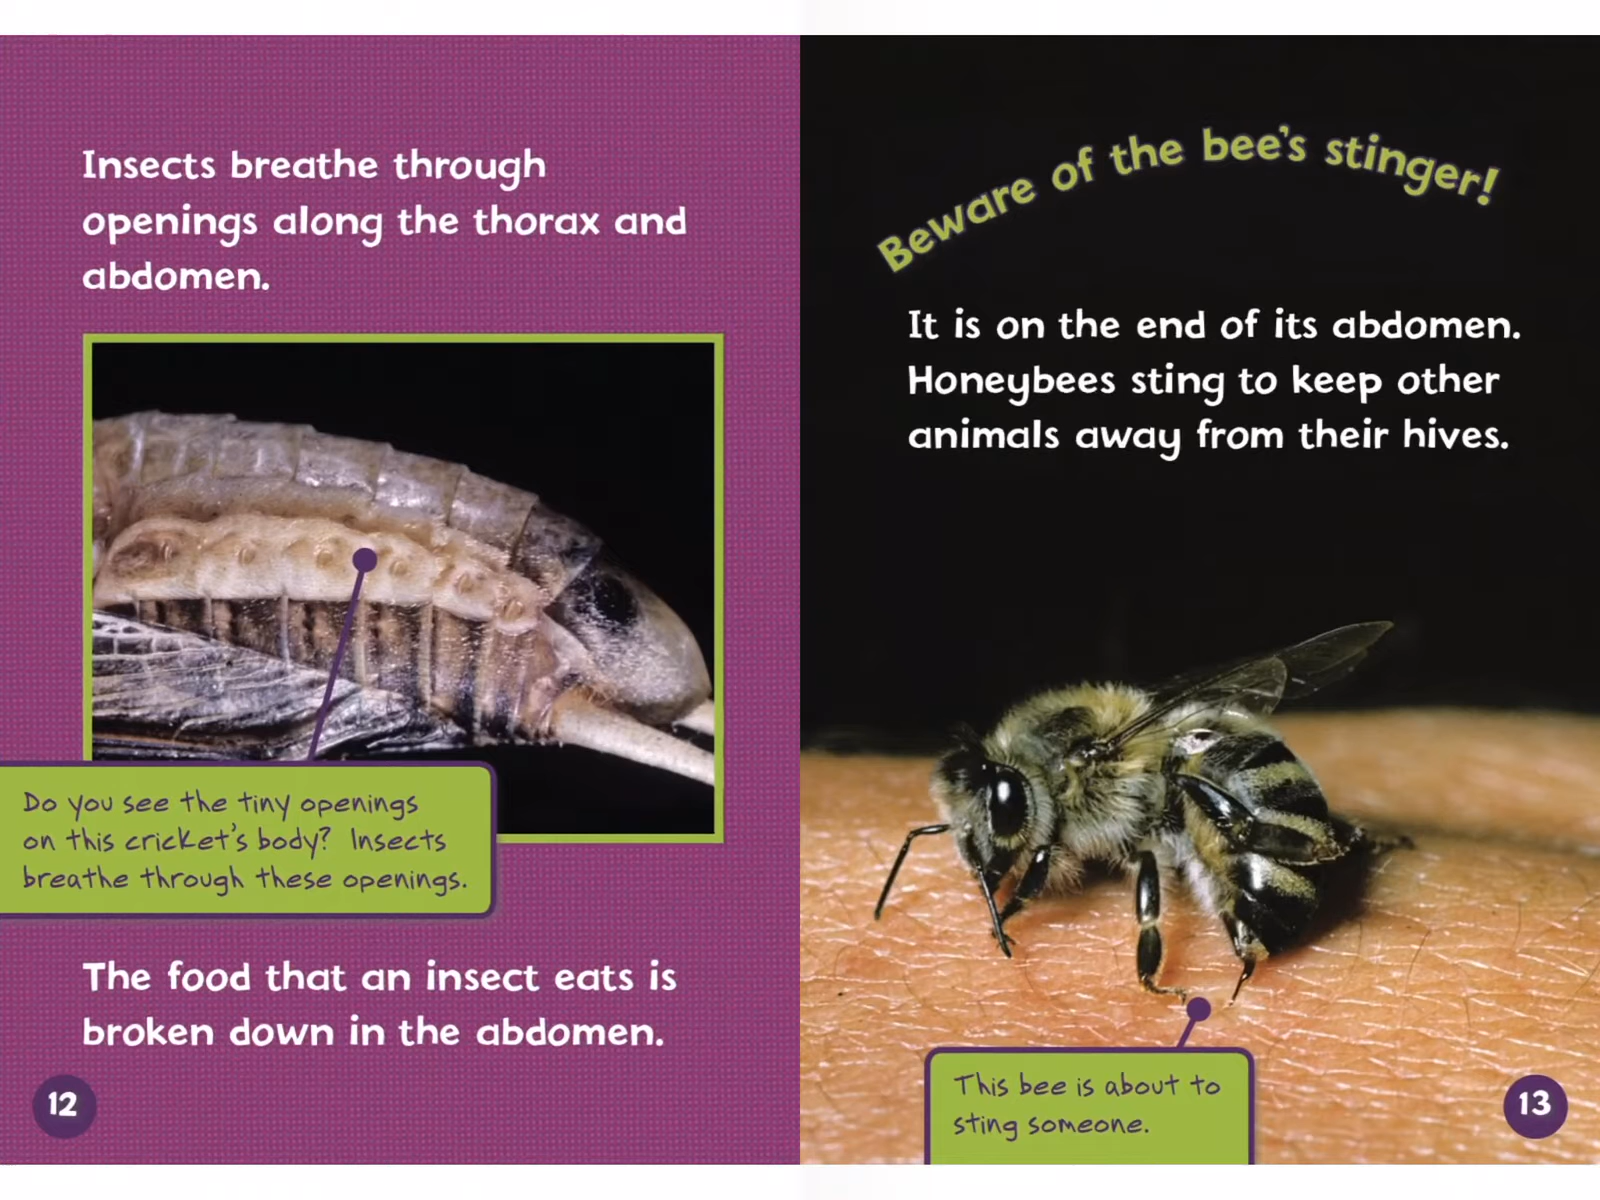 Insects breathe through
openings along the thorax and
abdomen.
Do you see the tiny openings
on this cricket's body? Insects
breathe through these openings.
The food that an insect eats is
broken down in the abdomen.
12
Beware of the bee's stinger!
It is on the end of its abdomen.
Honeybees sting to keep other
animals away from their hives.
This bee is about to
sting someone.
13